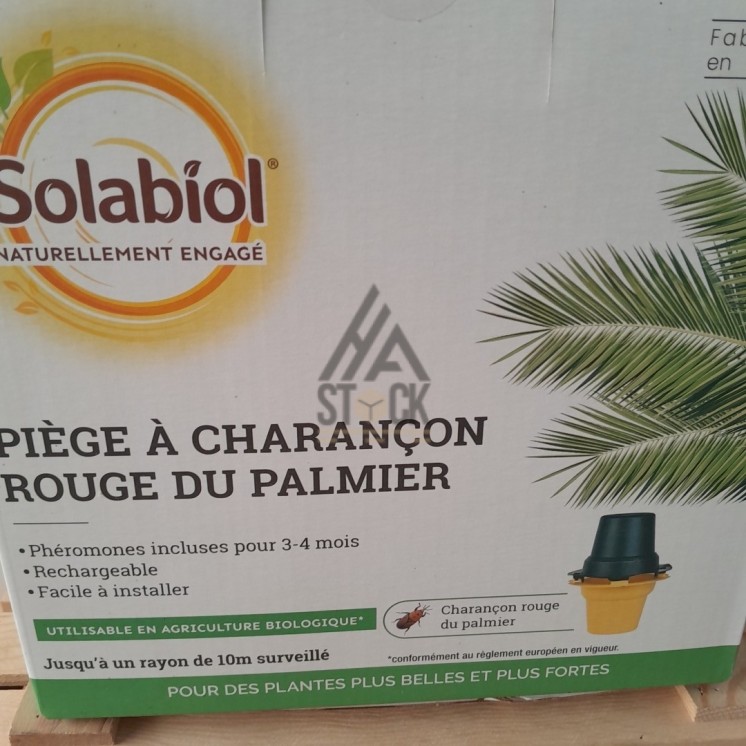 Solabiol®
NATURELLEMENT ENGAGÉ
en
HA
STOCK
PIÈGE À CHARANÇON
ROUGE DU PALMIER
• Phéromones incluses pour 3-4 mois
• Rechargeable
• Facile à installer
UTILISABLE EN AGRICULTURE BIOLOGIQUE*
Charançon rouge
du palmier
Jusqu'à un rayon de 10m surveillé
*conformément au règlement européen en vigueur.
POUR DES PLANTES PLUS BELLES ET PLUS FORTES